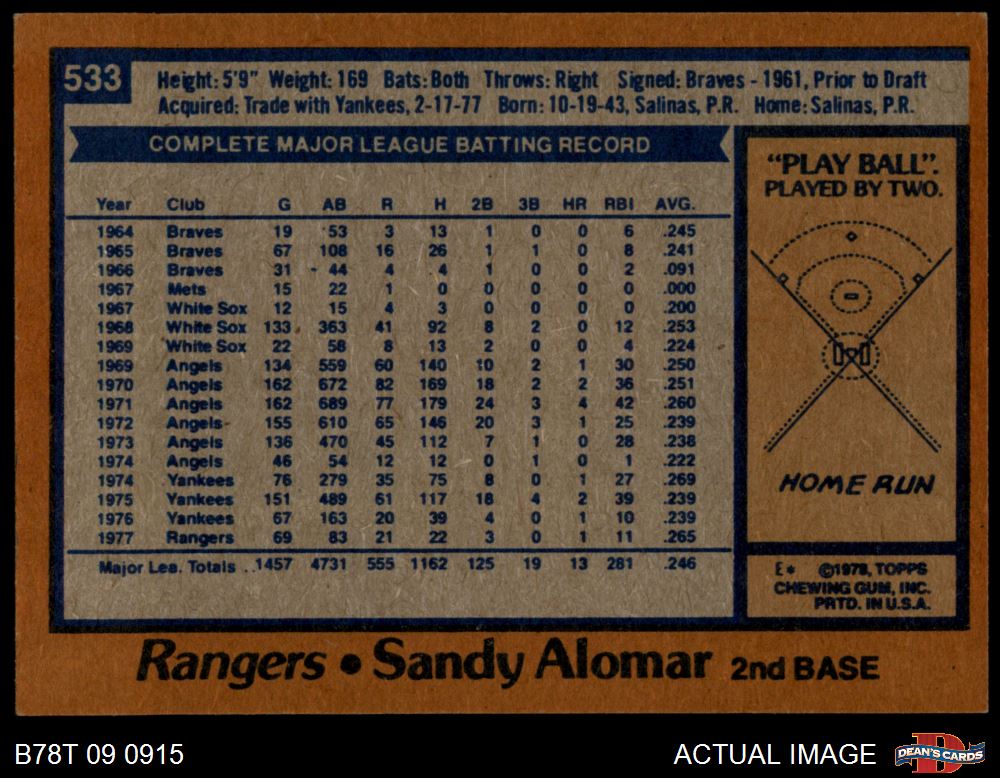 533
Height: 5'9" Weight: 169 Bats: Both Throws: Right Signed: Braves - 1961, Prior to Draft
Acquired: Trade with Yankees, 2-17-77 Born: 10-19-43, Salinas, P.R. Home: Salinas, P.R.
COMPLETE MAJOR LEAGUE BATTING RECORD
Year Club G AB R H 2B 3B HR RBI AVG.
1964 Braves 19 53 3 13 1 0 0 6 .245
1965 Braves 67 108 16 26 1 1 0 8 .241
1966 Braves 31 44 4 4 1 0 0 2 .091
1967 Mets 15 22 1 0 0 0 0 0 .000
1967 White Sox 12 15 4 3 0 0 0 0 .200
1968 White Sox 133 363 41 92 8 2 0 12 .253
1969 White Sox 22 58 8 13 2 0 0 4 .224
1969 Angels 134 559 60 140 10 2 1 30 .250
1970 Angels 162 672 82 169 18 2 2 36 .251
1971 Angels 162 689 77 179 24 3 4 42 .260
1972 Angels 155 610 65 146 20 3 1 25 .239
1973 Angels 136 470 45 112 7 1 0 28 .238
1974 Angels 46 54 12 12 0 1 0 1 .222
1974 Yankees 76 279 35 75 8 0 1 27 .269
1975 Yankees 151 489 61 117 18 4 2 39 .239
1976 Yankees 67 163 20 39 4 0 1 10 .239
1977 Rangers 69 83 21 22 3 0 1 11 .265
Major Lea. Totals ..1457 4731 555 1162 125 19 13 281 .246
"PLAY BALL".
PLAYED BY TWO.
HOME RUN
E* ©1978, TOPPS
CHEWING GUM, INC.
PRTD. IN U.S.A.
Rangers • Sandy Alomar 2nd BASE
B78T 09 0915
ACTUAL IMAGE
DEAN'S CARDS